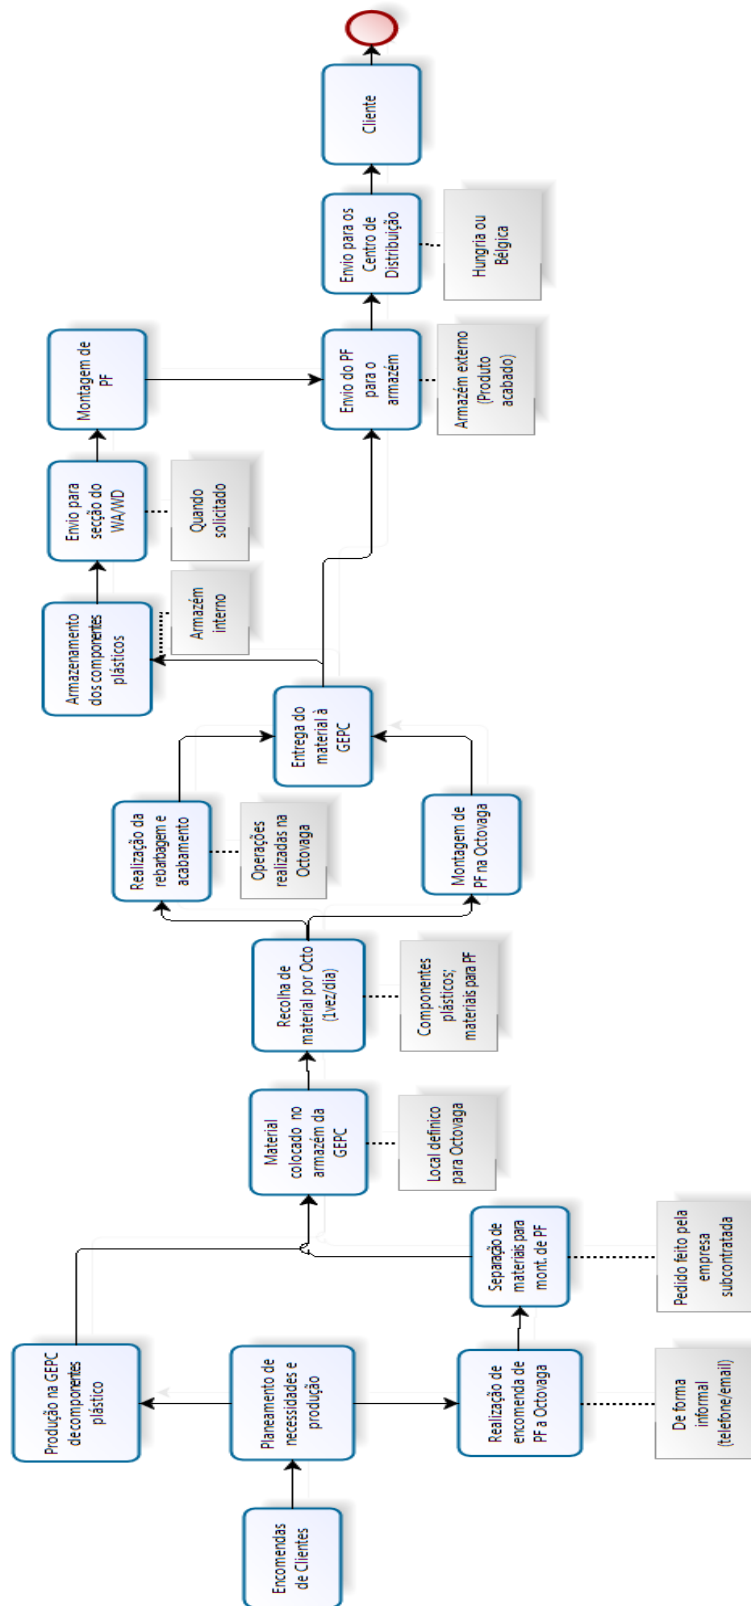 Encomendas
de Clientes
Planeamento de
necessidades e
produção
Produção na GEPC
de componentes
plástico
Realização de
encomenda de
PF a Octovaga
De forma
informal
(telefone/email)
Separação de
materiais para
mont. de PF
Pedido feito pela
empresa
subcontratada
Material
colocado no
armazém da
GEPC
Local definico
para Octovaga
Recolha de
material por Octo
(1vez/dia)
Componentes
plásticos;
materiais para PF
Realização da
rebarbagem e
acabamento
Operações
realizadas na
Octovaga
Montagem de
PF na Octovaga
Entrega do
material à
GEPC
Armazenamento
dos componentes
plásticos
Armazém
interno
Envio para
secção do
WA/WD
Quando
solicitado
Montagem de
PF
Envio do PF
para o
armazém
Armazém externo
(Produto
acabado)
Envio para os
Centro de
Distribuição
Hungria ou
Bélgica
Cliente